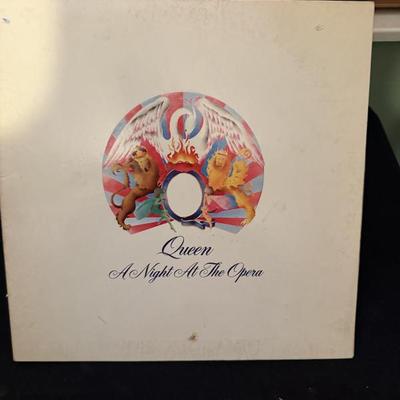 Queen
A Night At The Opera